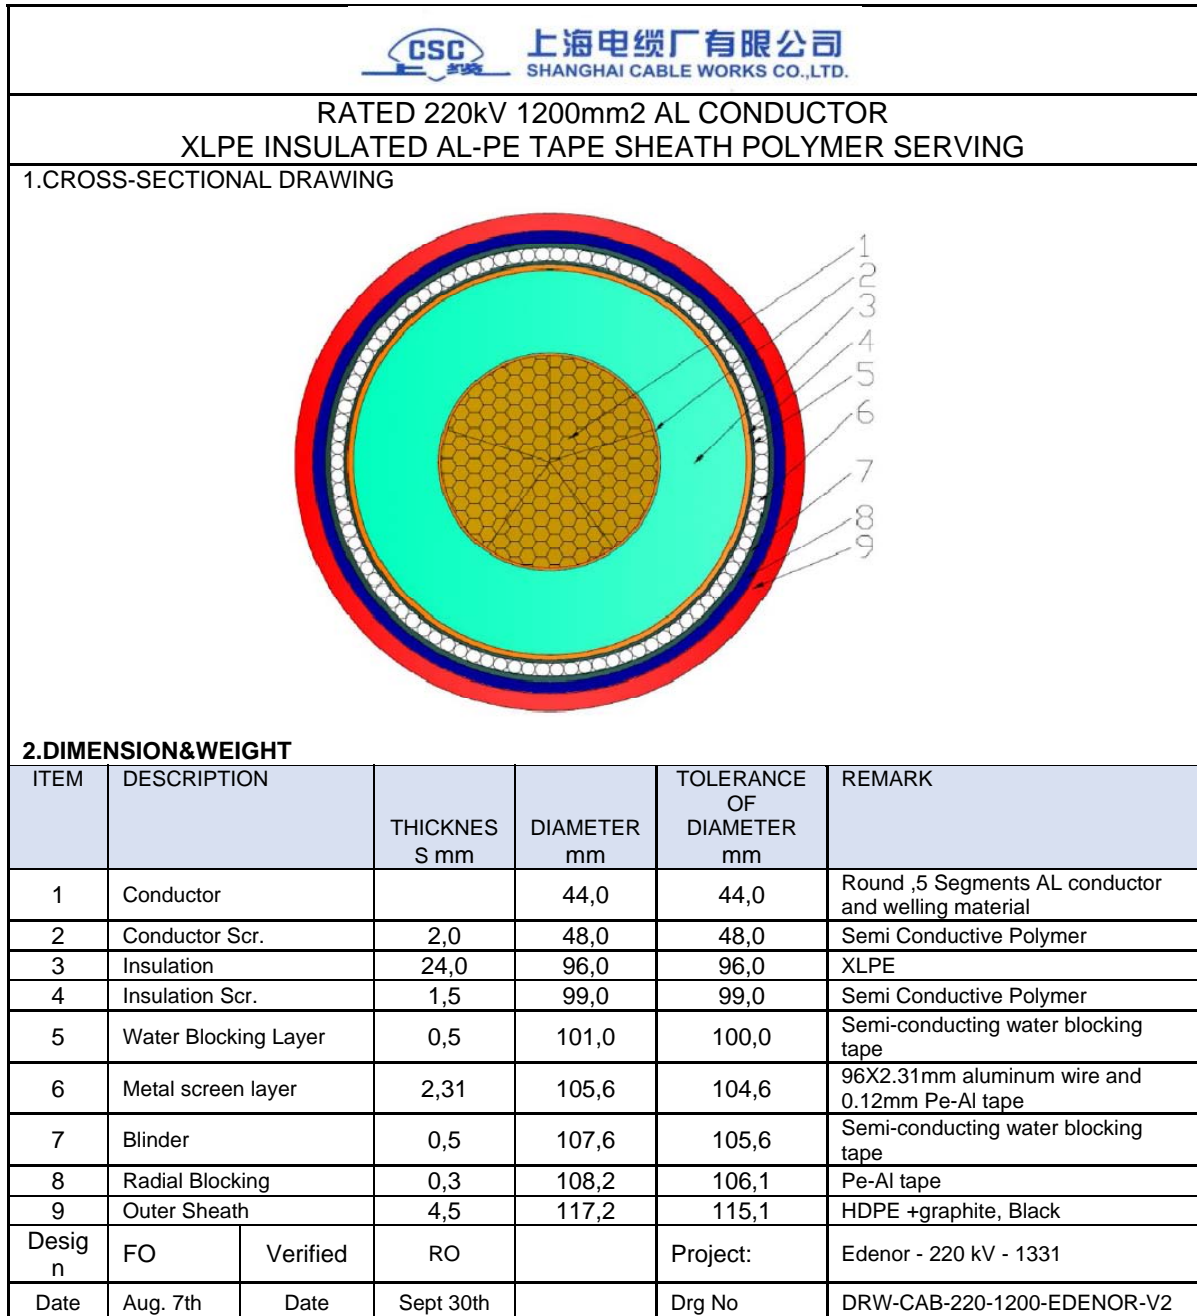 CSC
上缆
上海电缆厂有限公司
SHANGHAI CABLE WORKS CO.,LTD.
RATED 220kV 1200mm2 AL CONDUCTOR
XLPE INSULATED AL-PE TAPE SHEATH POLYMER SERVING
1.CROSS-SECTIONAL DRAWING
1
2
3
4
5
6
7
8
9
2.DIMENSION&WEIGHT
ITEM DESCRIPTION THICKNES S mm DIAMETER mm TOLERANCE OF DIAMETER mm REMARK
1 Conductor 44,0 44,0 Round ,5 Segments AL conductor
and welling material
2 Conductor Scr. 2,0 48,0 48,0 Semi Conductive Polymer
3 Insulation 24,0 96,0 96,0 XLPE
4 Insulation Scr. 1,5 99,0 99,0 Semi Conductive Polymer
5 Water Blocking Layer 0,5 101,0 100,0 Semi-conducting water blocking
tape
6 Metal screen layer 2,31 105,6 104,6 96X2.31mm aluminum wire and
0.12mm Pe-Al tape
7 Blinder 0,5 107,6 105,6 Semi-conducting water blocking
tape
8 Radial Blocking 0,3 108,2 106,1 Pe-Al tape
9 Outer Sheath 4,5 117,2 115,1 HDPE +graphite, Black
Desig
n FO Verified RO Project: Edenor - 220 kV - 1331
Date Aug. 7th Date Sept 30th Drg No DRW-CAB-220-1200-EDENOR-V2